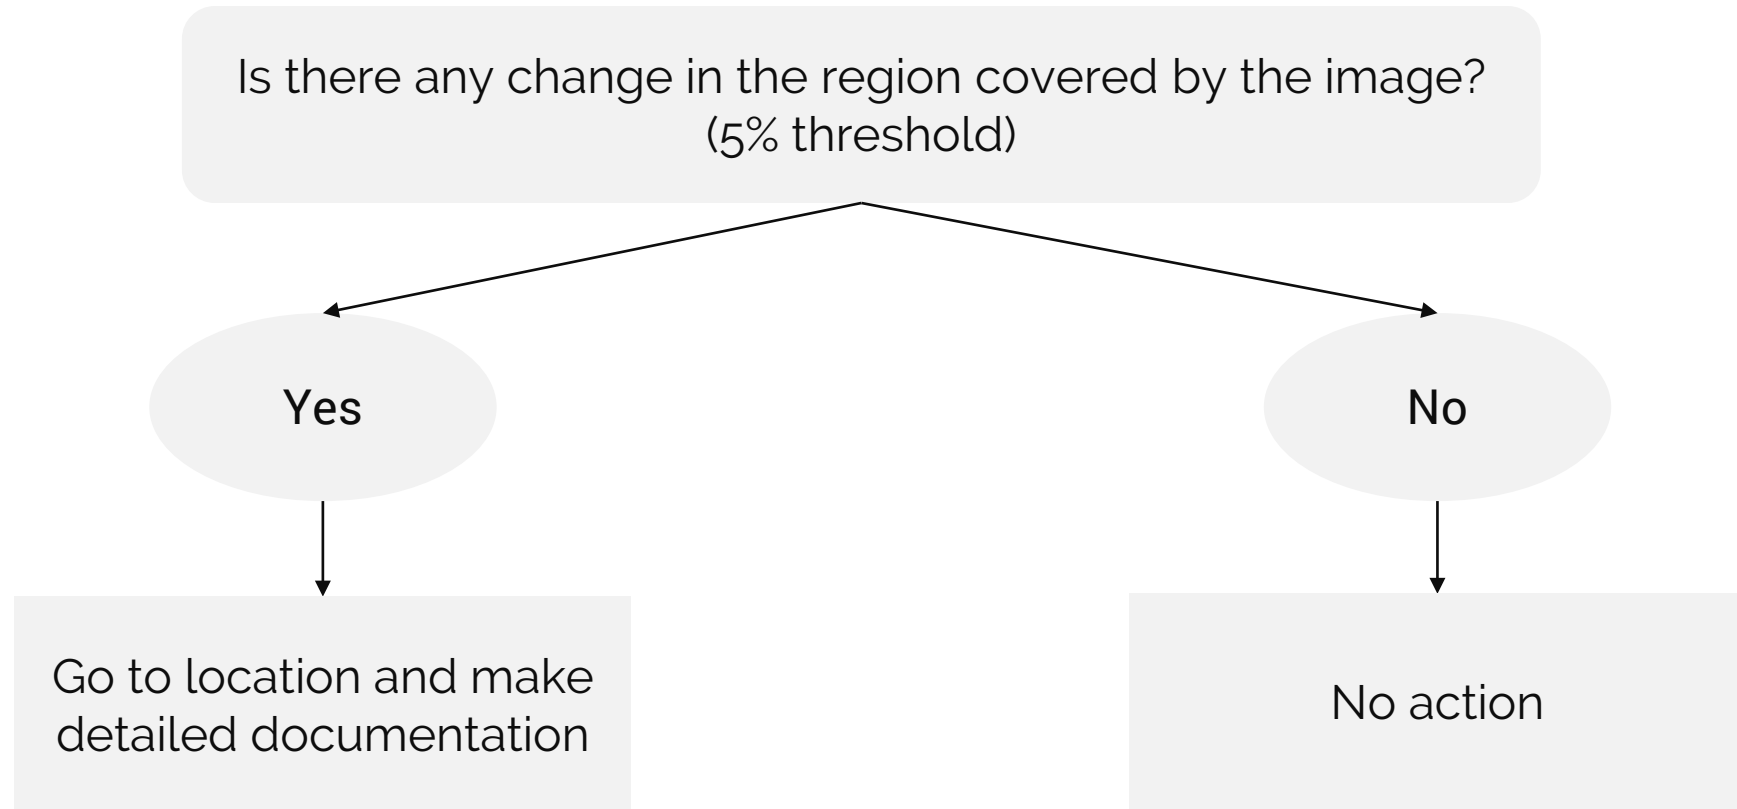 Is there any change in the region covered by the image?
(5% threshold)
Yes
No
Go to location and make
detailed documentation
No action